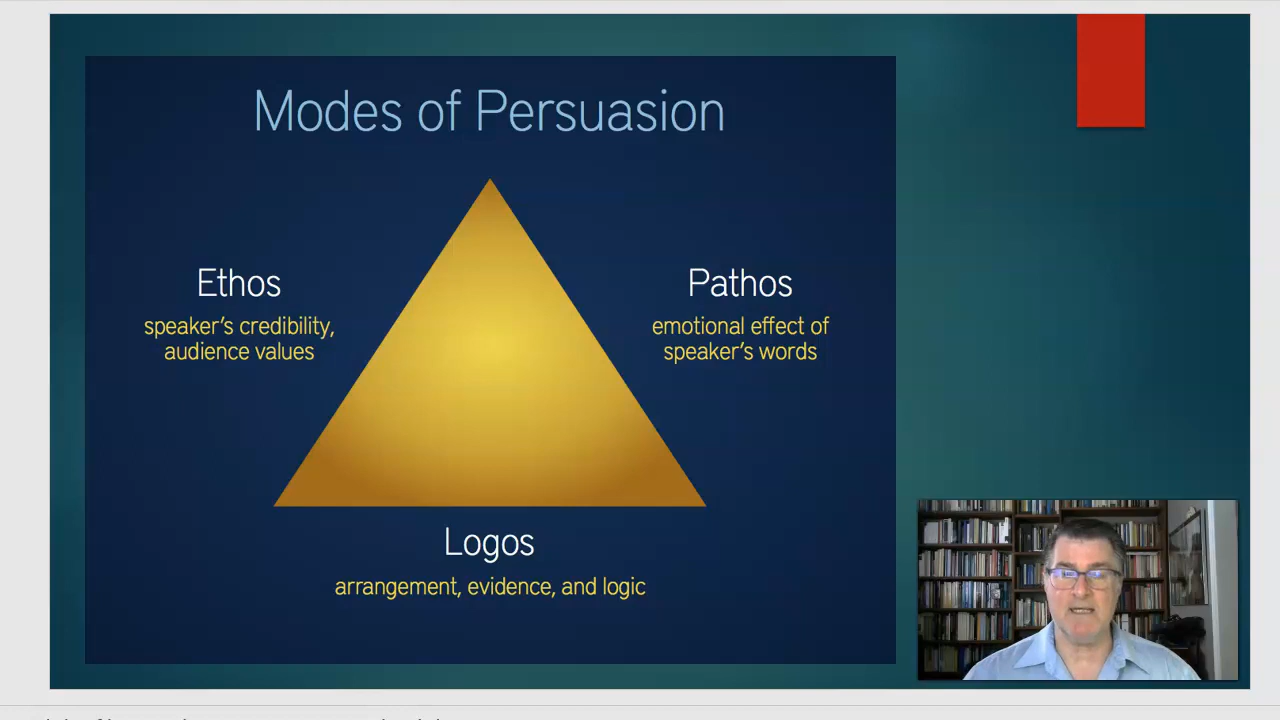 Modes of Persuasion
Ethos
speaker's credibility,
audience values
Pathos
emotional effect of
speaker's words
Logos
arrangement, evidence, and logic